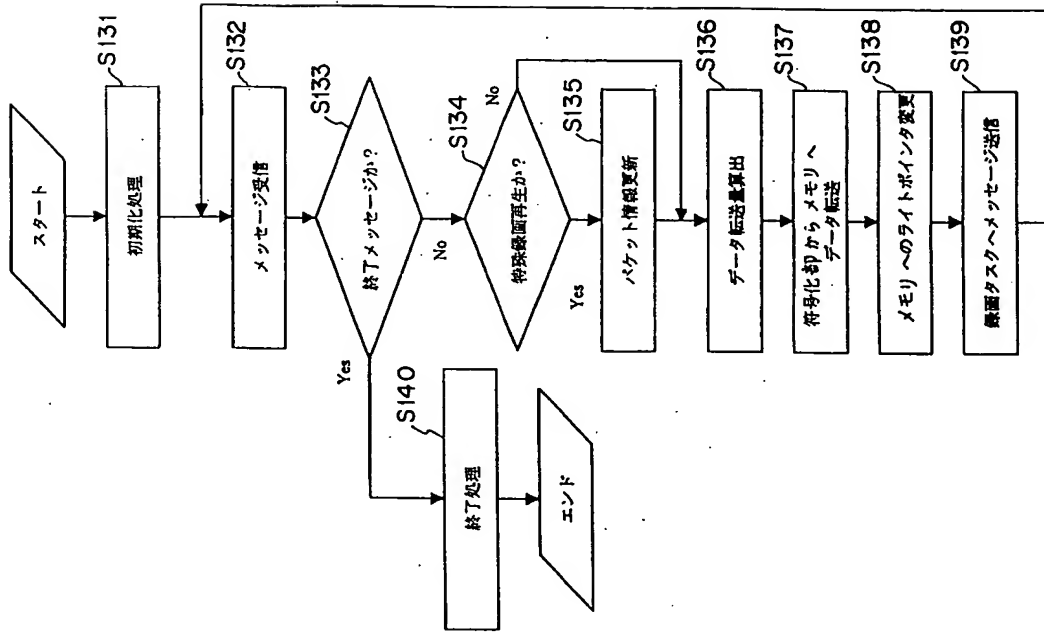 スタート
S131
初期化処理
S132
メッセージ受信
S133
終了メッセージか?
Yes
No
S134
特殊録画再生か?
No
Yes
S135
パケット情報更新
S136
データ転送量算出
S137
符号化部からメモリへ
データ転送
S138
メモリへのライトポインタ変更
S139
録画タスクへメッセージ送信
S140
終了処理
エンド